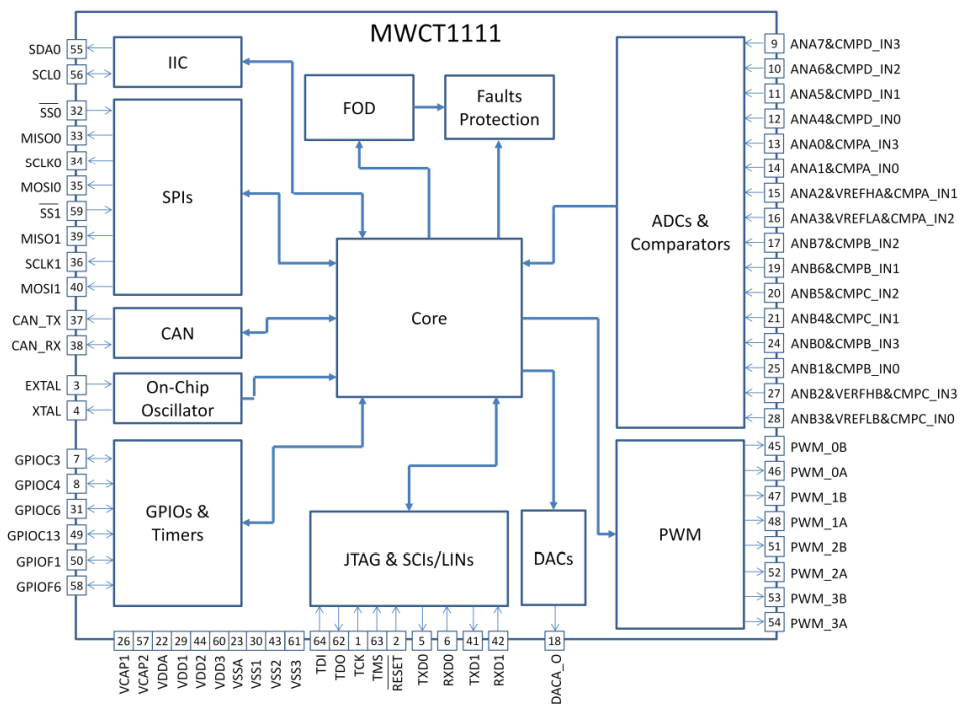 MWCT1111
SDA0 55
SCL0 56
IIC
SS0 32
MISO0 33
SCLK0 34
MOSI0 35
SS1 59
MISO1 39
SCLK1 36
MOSI1 40
SPIs
CAN_TX 37
CAN_RX 38
CAN
EXTAL 3
XTAL 4
On-Chip
Oscillator
GPIOC3 7
GPIOC4 8
GPIOC6 31
GPIOC13 49
GPIOF1 50
GPIOF6 58
GPIOs &
Timers
FOD
Faults
Protection
Core
JTAG & SCIs/LINs
DACs
ADCs &
Comparators
PWM
9 ANA7&CMPD_IN3
10 ANA6&CMPD_IN2
11 ANA5&CMPD_IN1
12 ANA4&CMPD_IN0
13 ANA0&CMPA_IN3
14 ANA1&CMPA_IN0
15 ANA2&VREFHA&CMPA_IN1
16 ANA3&VREFLA&CMPA_IN2
17 ANB7&CMPB_IN2
19 ANB6&CMPB_IN1
20 ANB5&CMPC_IN2
21 ANB4&CMPC_IN1
24 ANB0&CMPB_IN3
25 ANB1&CMPB_IN0
27 ANB2&VERFHB&CMPC_IN3
28 ANB3&VREFLB&CMPC_IN0
45 PWM_0B
46 PWM_0A
47 PWM_1B
48 PWM_1A
51 PWM_2B
52 PWM_2A
53 PWM_3B
54 PWM_3A
26 VCAP1
57 VCAP2
22 VDDA
29 VDD1
44 VDD2
60 VDD3
23 VSSA
30 VSS1
43 VSS2
61 VSS3
64 TDI
62 TDO
1 TCK
63 TMS
2 RESET
5 TXD0
6 RXD0
41 TXD1
42 RXD1
18 DACA_O